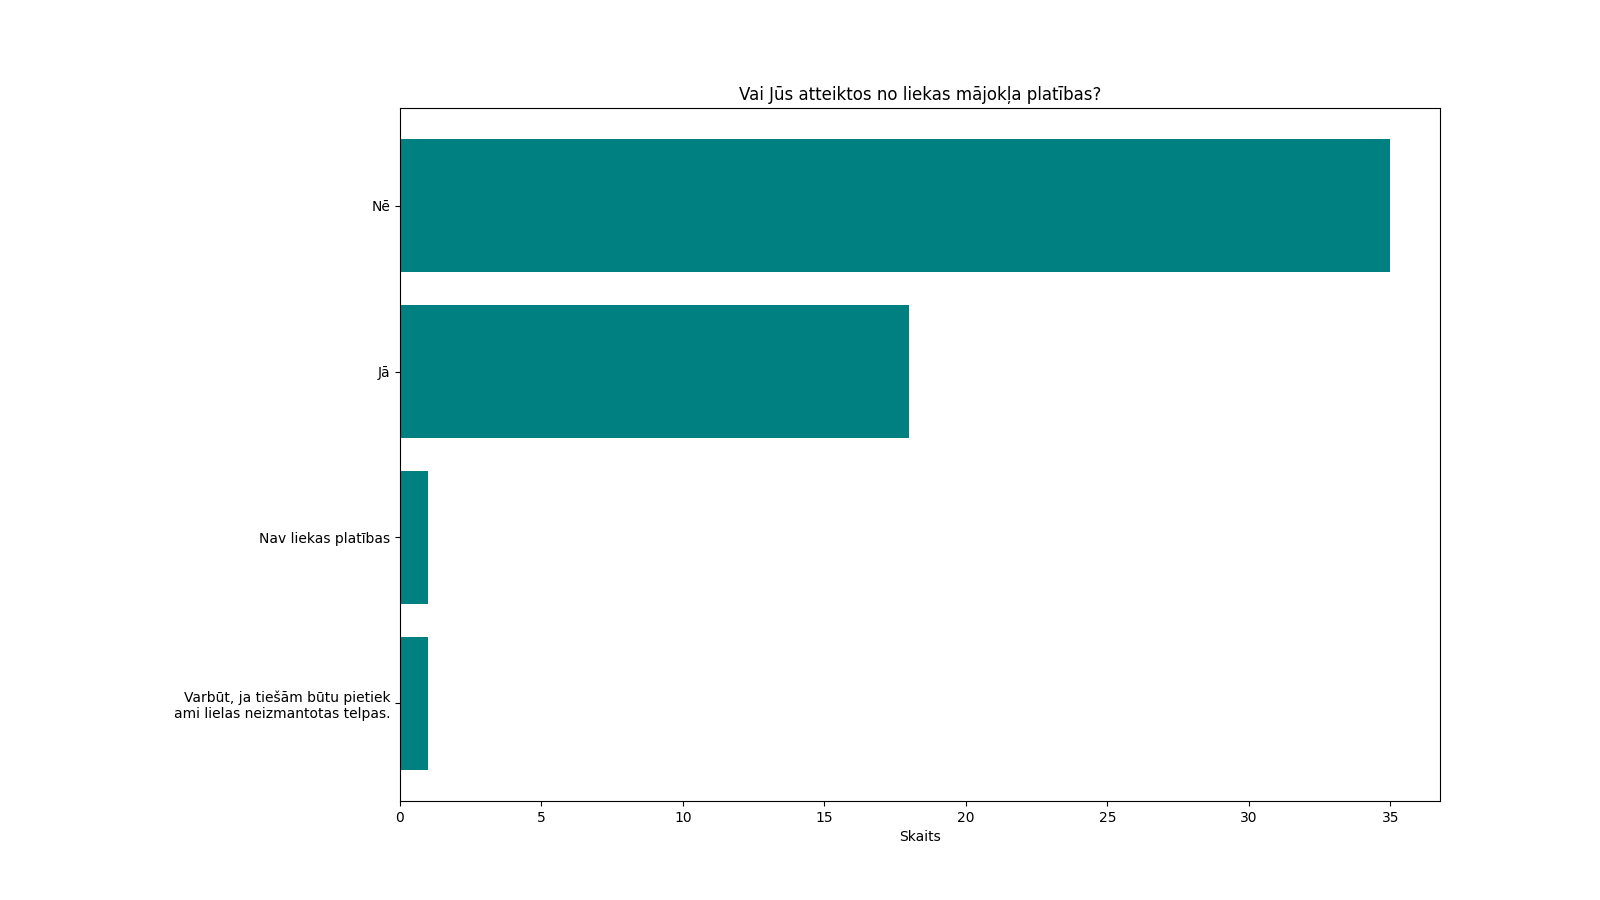 Vai Jūs atteiktos no liekas mājokļa platības?
Nē
Jā
Nav liekas platības
Varbūt, ja tiešām būtu pietiek
ami lielas neizmantotas telpas.
0 5 10 15 20 25 30 35
Skaits